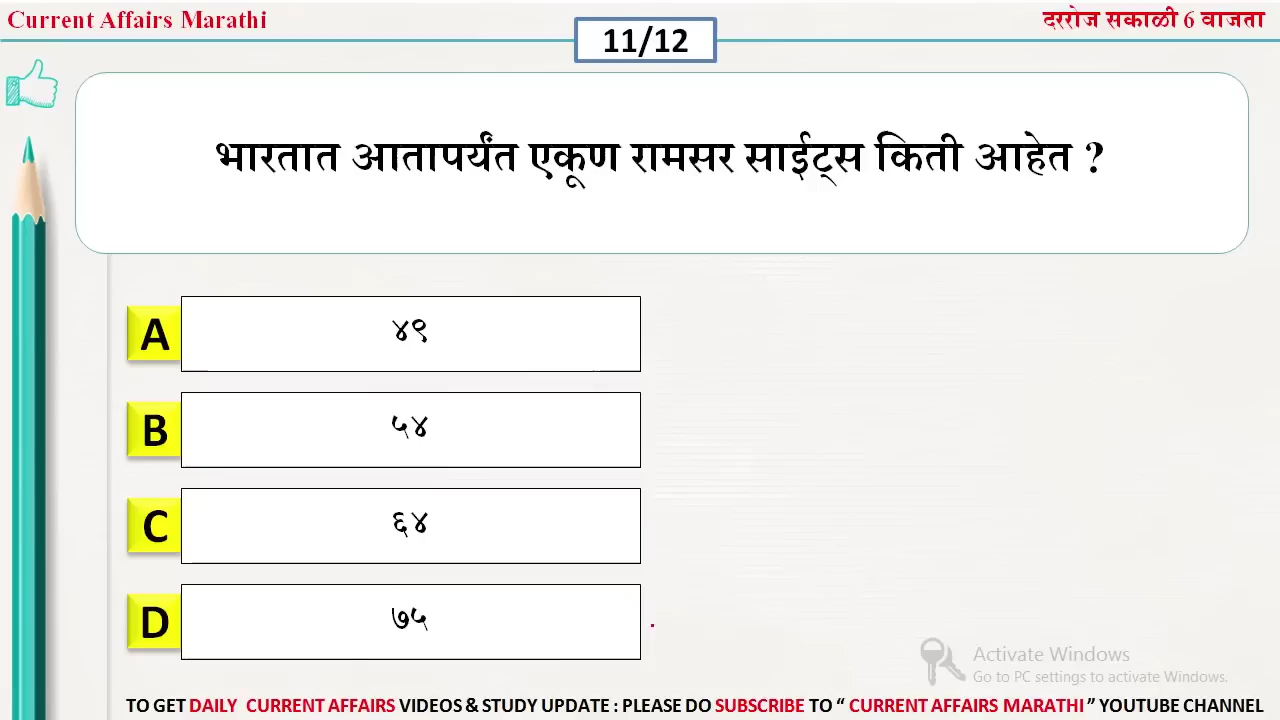 Current Affairs Marathi
दररोज सकाळी 6 वाजता
11/12
भारतात आतापर्यंत एकूण रामसर साईट्स किती आहेत ?
A ४९
B ५४
C ६४
D ७५
Activate Windows
Go to PC settings to activate Windows.
TO GET DAILY CURRENT AFFAIRS VIDEOS & STUDY UPDATE : PLEASE DO SUBSCRIBE TO “ CURRENT AFFAIRS MARATHI ” YOUTUBE CHANNEL